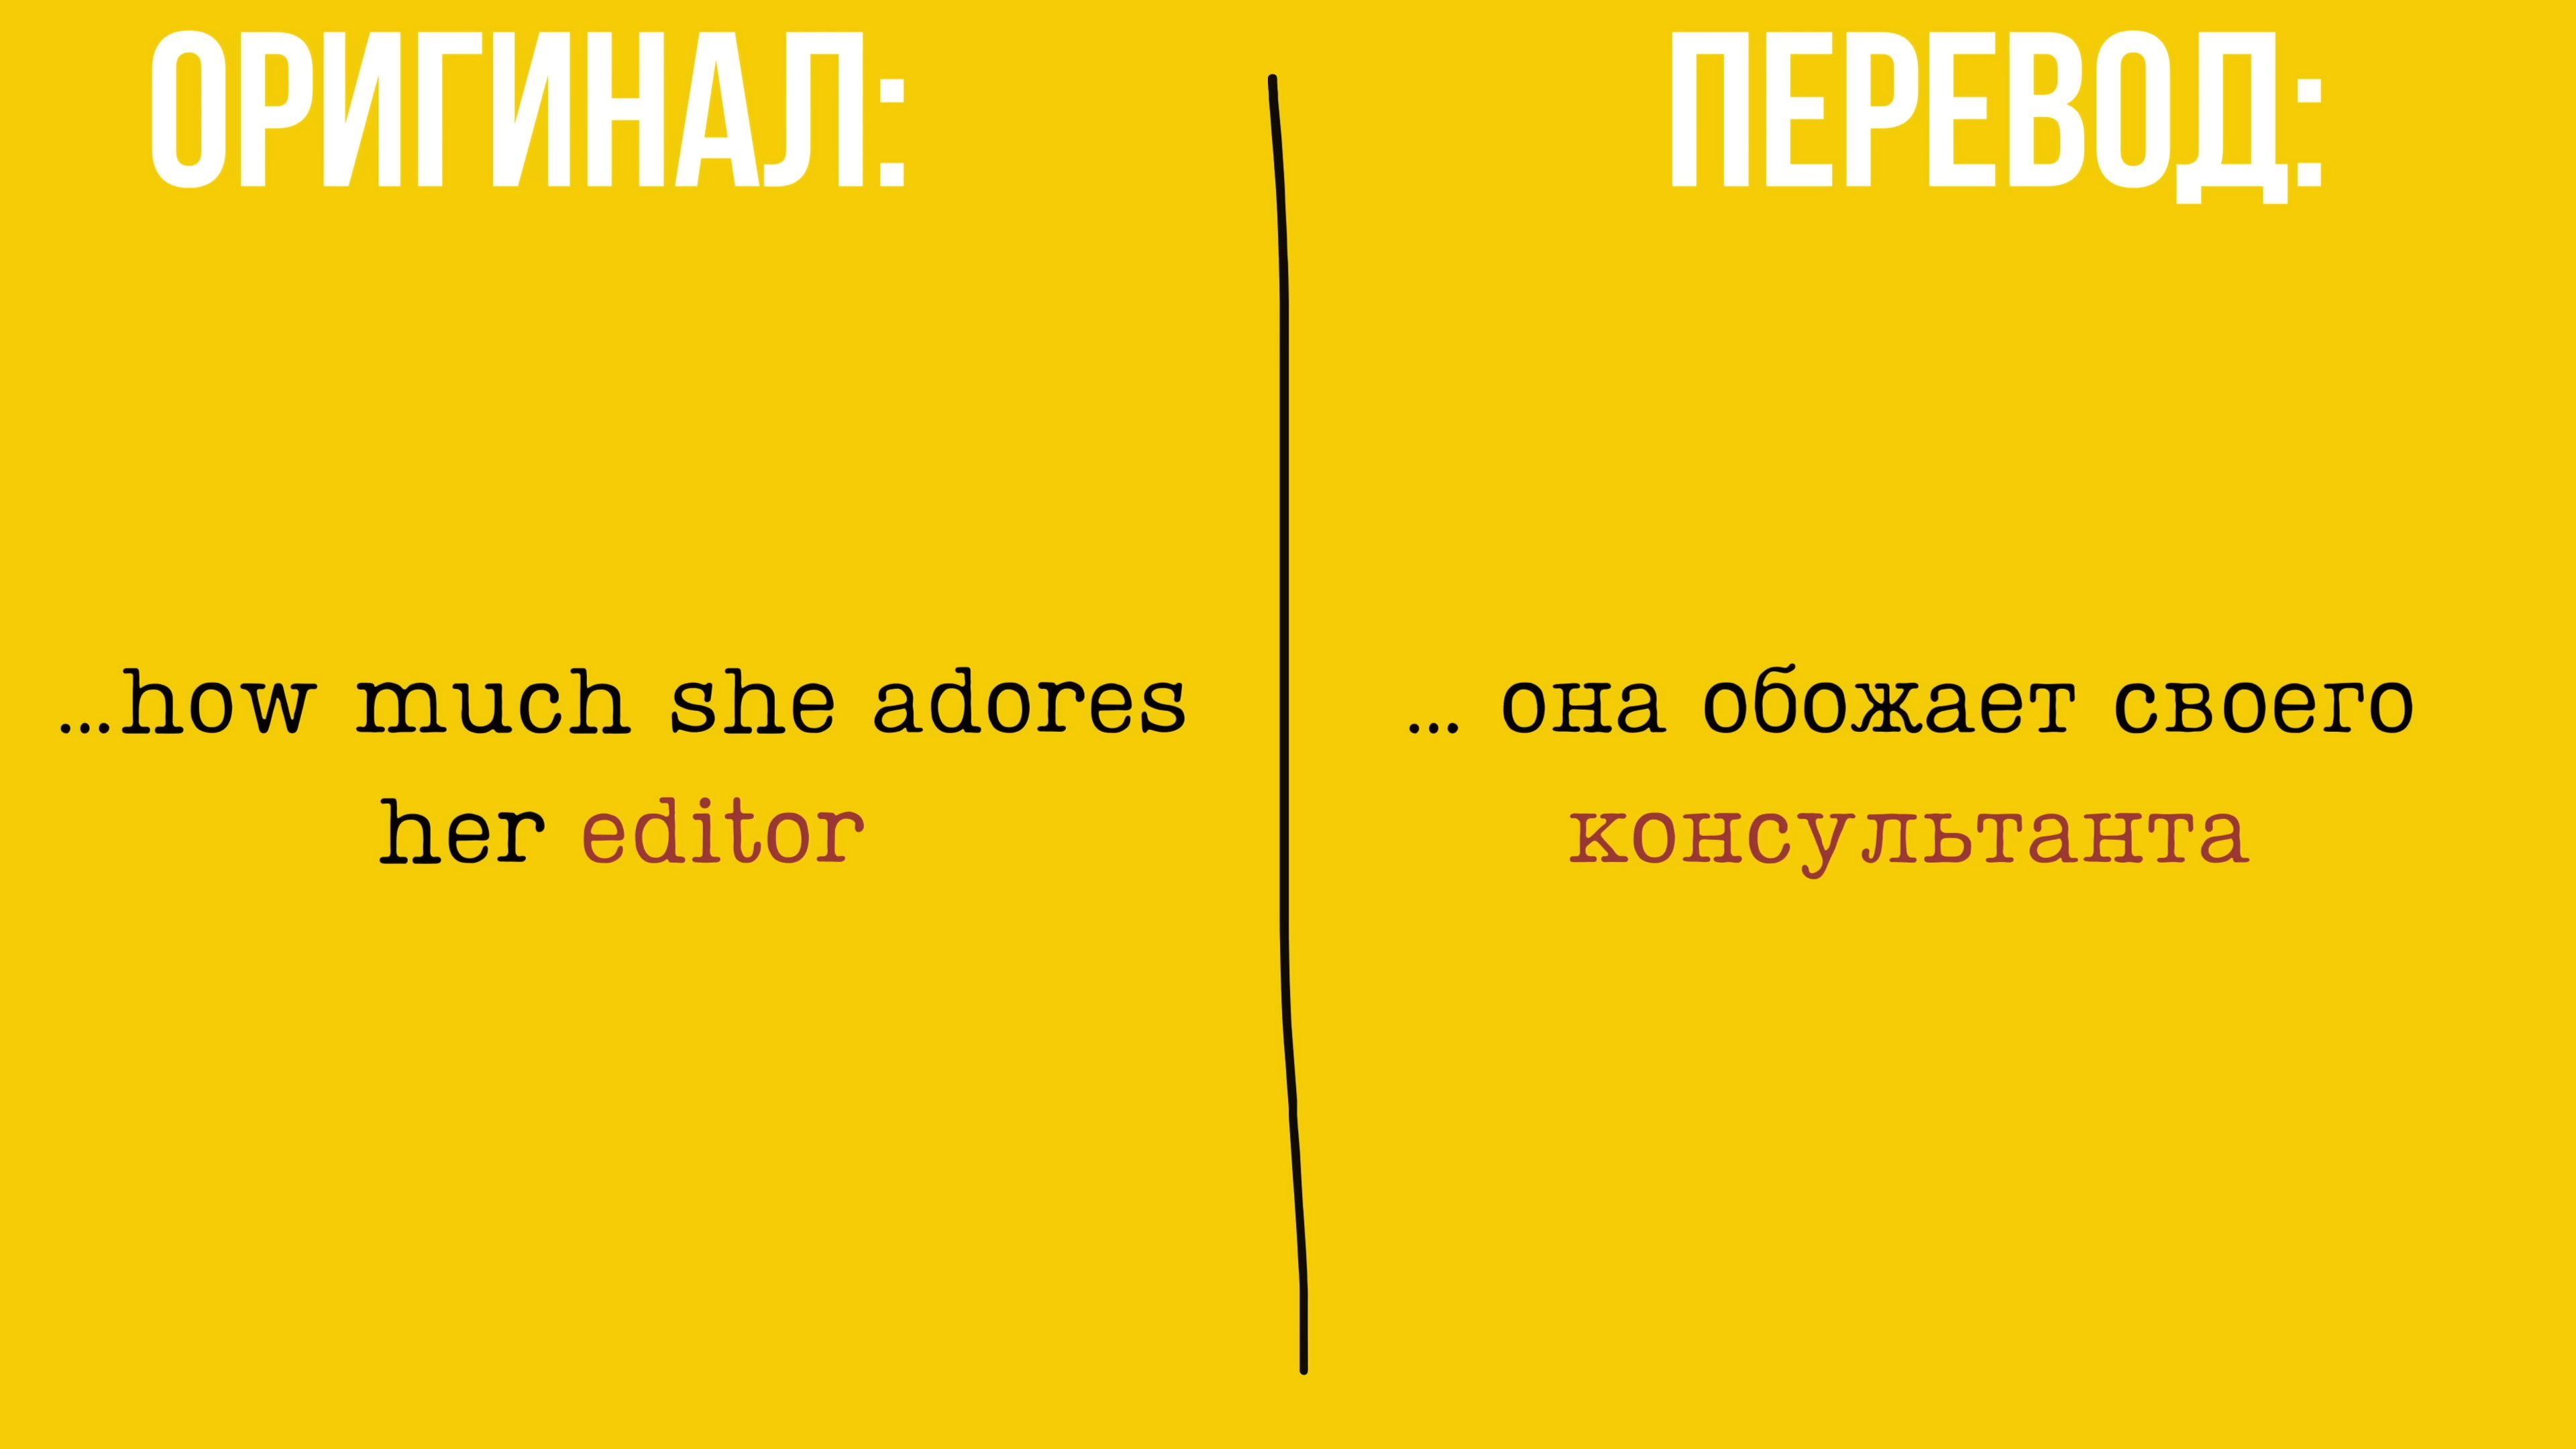 ОРИГИНАЛ:
...how much she adores
her editor
ПЕРЕВОД:
... она обожает своего
консультанта